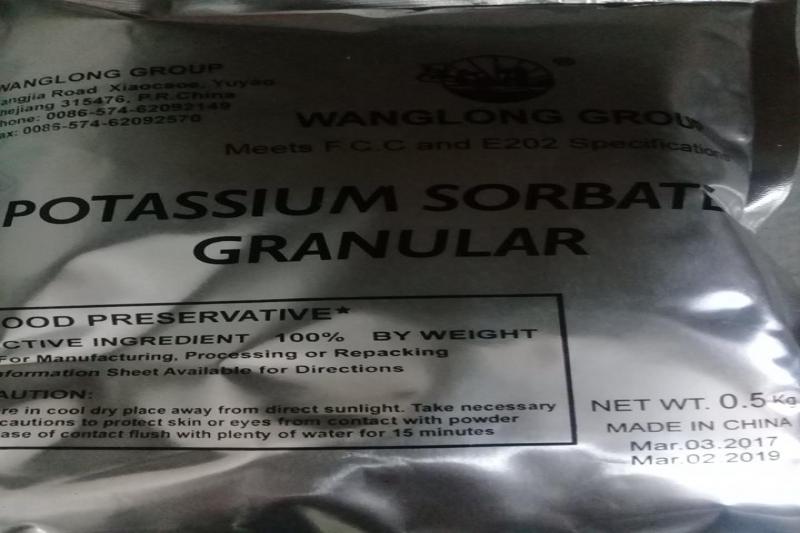 WANGLONG GROUP
angjia Road Xiaocaoe, Yuyao
hejiang 315476, P.R.China
hone: 0086-574-62092149
ax: 0086-574-62092570
®
WANGLONG GROUP
Meets F.C.C and E202 Specifications
POTASSIUM SORBATE
GRANULAR
OOD PRESERVATIVE*
CTIVE INGREDIENT 100% BY WEIGHT
For Manufacturing, Processing or Repacking
nformation Sheet Available for Directions
AUTION:
re in cool dry place away from direct sunlight. Take necessary
cautions to protect skin or eyes from contact with powder
ase of contact flush with plenty of water for 15 minutes
NET WT. 0.5 Kg
MADE IN CHINA
Mar.03.2017
Mar.02 2019